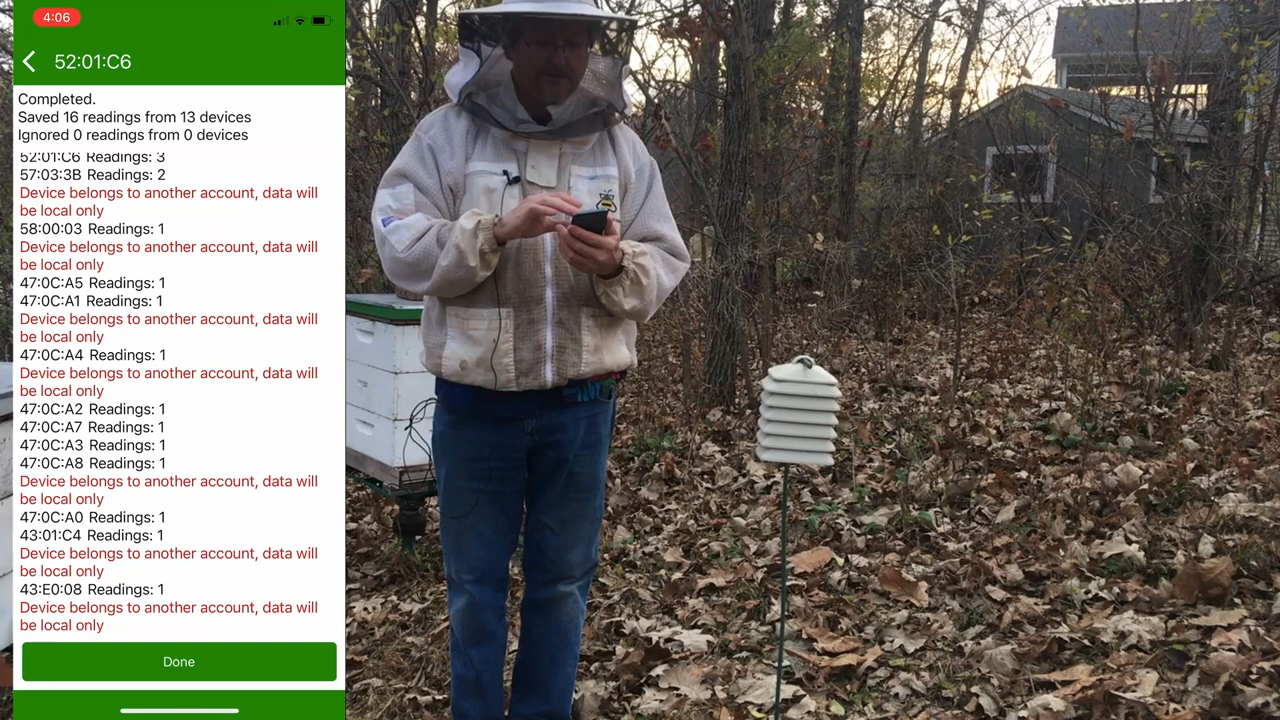 4:06
52:01:C6
Completed.
Saved 16 readings from 13 devices
Ignored 0 readings from 0 devices
52:01:C6 Readings: 3
57:03:3B Readings: 2
Device belongs to another account, data will
be local only
58:00:03 Readings: 1
Device belongs to another account, data will
be local only
47:0C:A5 Readings: 1
47:0C:A1 Readings: 1
Device belongs to another account, data will
be local only
47:0C:A4 Readings: 1
Device belongs to another account, data will
be local only
47:0C:A2 Readings: 1
47:0C:A7 Readings: 1
47:0C:A3 Readings: 1
47:0C:A8 Readings: 1
Device belongs to another account, data will
be local only
47:0C:A0 Readings: 1
43:01:C4 Readings: 1
Device belongs to another account, data will
be local only
43:E0:08 Readings: 1
Device belongs to another account, data will
be local only
Done